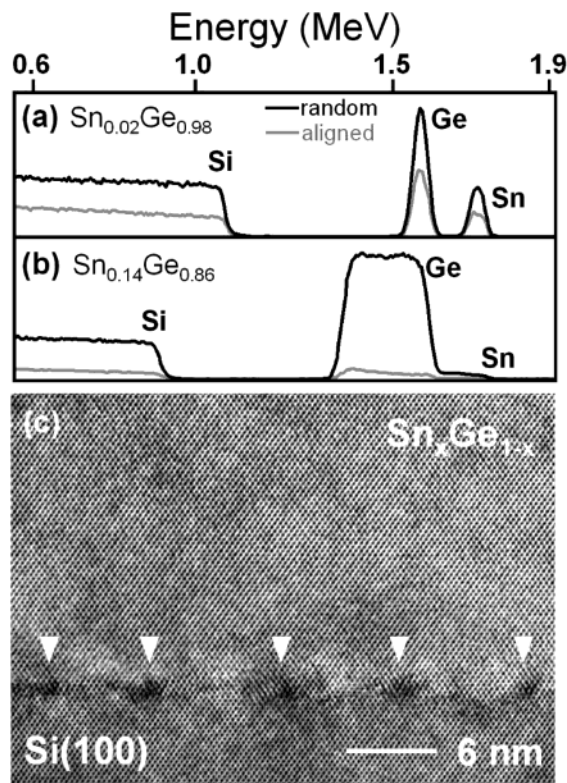 Energy (MeV)
0.6 1.0 1.5 1.9
(a) Sn0.02Ge0.98
random
aligned
Si
Ge
Sn
(b) Sn0.14Ge0.86
Si
Ge
Sn
(c)
SnxGe1-x
Si(100)
6 nm